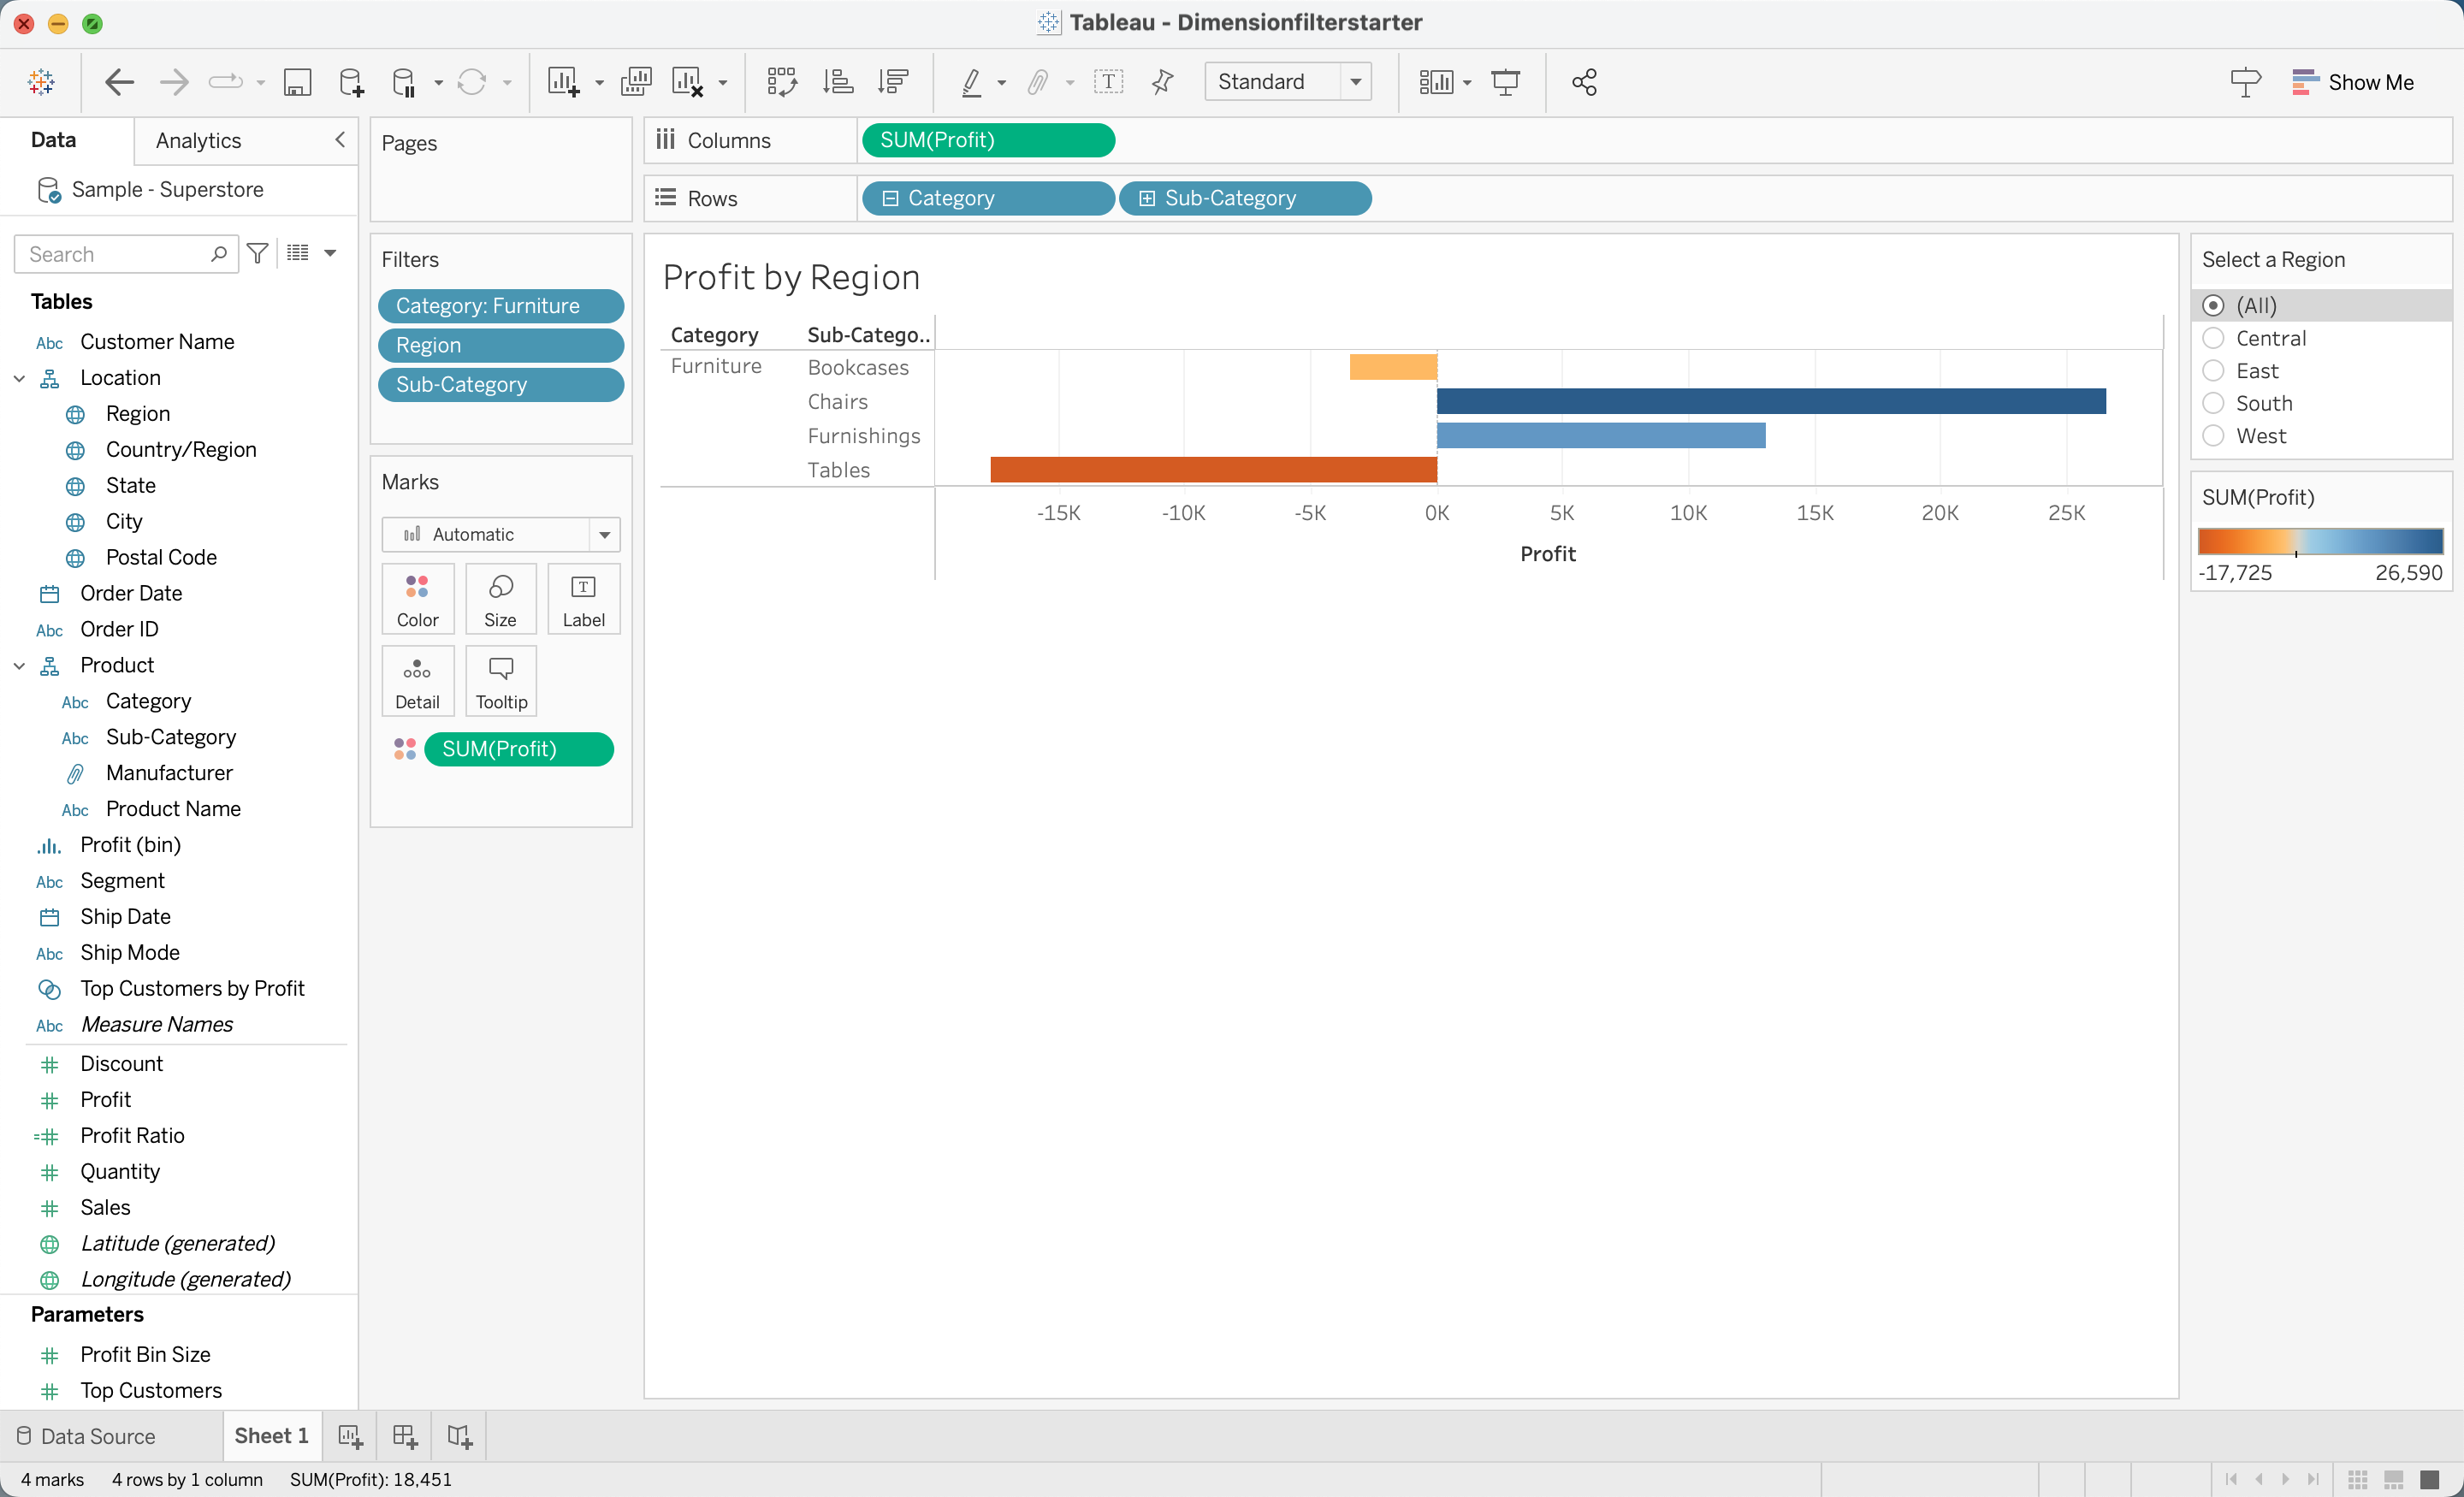 Tableau - Dimensionfilterstarter
Standard
Show Me
Data
Analytics
Sample - Superstore
Search
Tables
Abc Customer Name
Location
Region
Country/Region
State
City
Postal Code
Order Date
Abc Order ID
Product
Abc Category
Abc Sub-Category
Manufacturer
Abc Product Name
Profit (bin)
Abc Segment
Ship Date
Abc Ship Mode
Top Customers by Profit
Abc Measure Names
# Discount
# Profit
=# Profit Ratio
# Quantity
# Sales
Latitude (generated)
Longitude (generated)
Parameters
# Profit Bin Size
# Top Customers
Pages
Filters
Category: Furniture
Region
Sub-Category
Marks
Automatic
Color
Size
T
Label
Detail
Tooltip
SUM(Profit)
Columns
SUM(Profit)
Rows
Category
Sub-Category
Profit by Region
Category
Sub-Catego..
Furniture
Bookcases
Chairs
Furnishings
Tables
-15K
-10K
-5K
0K
5K
10K
15K
20K
25K
Profit
Select a Region
(All)
Central
East
South
West
SUM(Profit)
-17,725
26,590
Data Source
Sheet 1
4 marks
4 rows by 1 column
SUM(Profit): 18,451